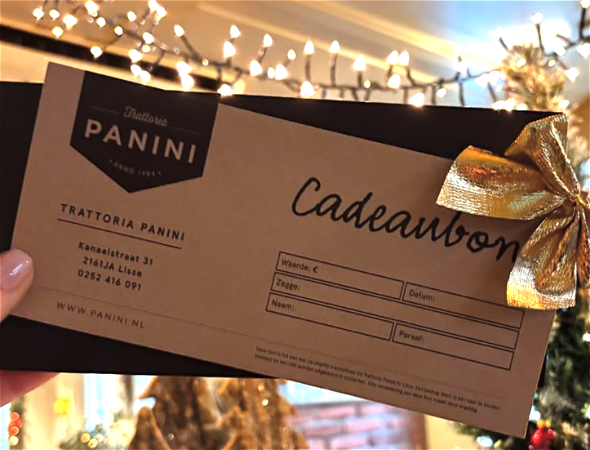 Trattoria
PANINI
ANNO 1983
TRATTORIA PANINI
Kanaalstraat 31
2161JA Lisse
0252 416 091
WWW.PANINI.NL
Cadeaubon
Waarde: €
Datum:
Zegge:
Naam:
Paraaf: